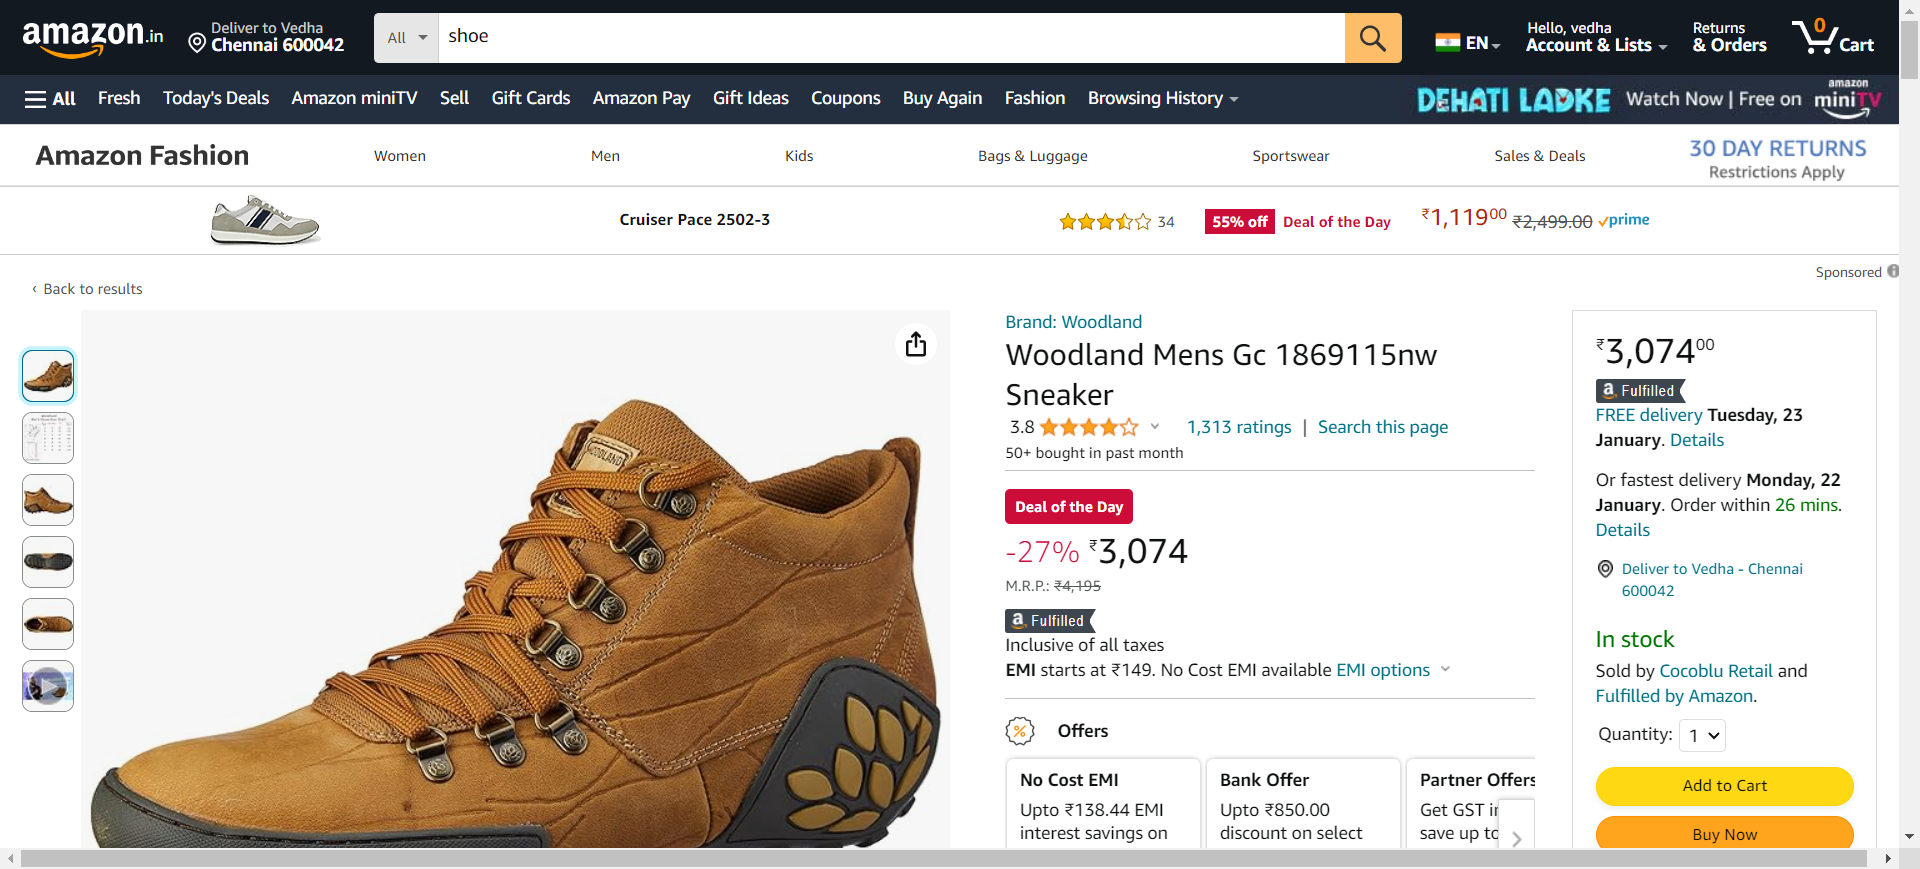 amazon.in
Deliver to Vedha
Chennai 600042
All
shoe
EN
Hello, vedha
Account & Lists
Returns
& Orders
0
Cart
All
Fresh
Today's Deals
Amazon miniTV
Sell
Gift Cards
Amazon Pay
Gift Ideas
Coupons
Buy Again
Fashion
Browsing History
DEHATI LADKE
Watch Now | Free on
amazon
miniTV
Amazon Fashion
Women
Men
Kids
Bags & Luggage
Sportswear
Sales & Deals
30 DAY RETURNS
Restrictions Apply
Cruiser Pace 2502-3
34
55% off
Deal of the Day
₹1,11900
₹2,499.00
prime
Sponsored
‹ Back to results
WOODLAND
Brand: Woodland
Woodland Mens Gc 1869115nw
Sneaker
3.8
1,313 ratings | Search this page
50+ bought in past month
Deal of the Day
-27% ₹3,074
M.R.P.: ₹4,195
a Fulfilled
Inclusive of all taxes
EMI starts at ₹149. No Cost EMI available EMI options
% Offers
No Cost EMI
Upto ₹138.44 EMI
interest savings on
Bank Offer
Upto ₹850.00
discount on select
Partner Offers
Get GST
save up to
₹3,07400
a Fulfilled
FREE delivery Tuesday, 23
January. Details
Or fastest delivery Monday, 22
January. Order within 26 mins.
Details
Deliver to Vedha - Chennai
600042
In stock
Sold by Cocoblu Retail and
Fulfilled by Amazon.
Quantity: 1
Add to Cart
Buy Now